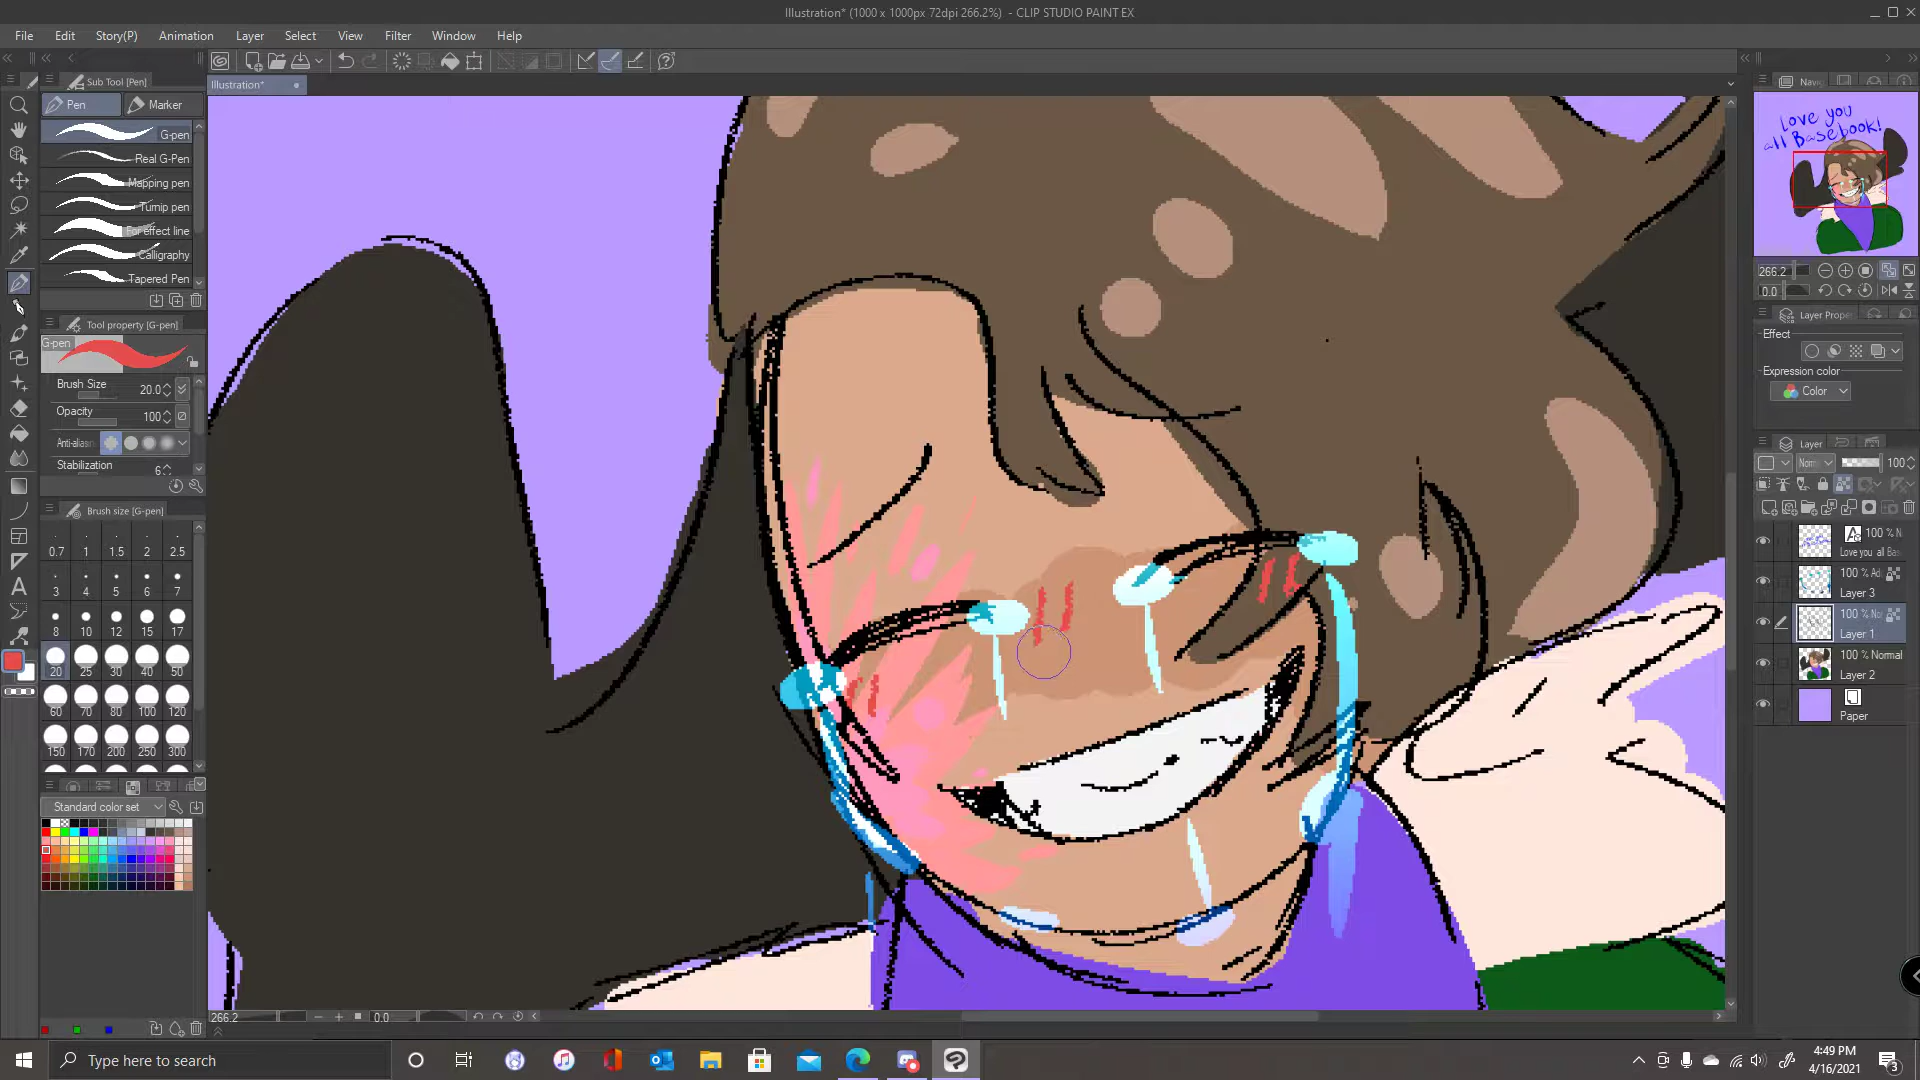 Illustration* (1000 x 1000px 72dpi 266.2%) - CLIP STUDIO PAINT EX
File Edit Story(P) Animation Layer Select View Filter Window Help
Sub Tool [Pen]
Illustration*
Pen Marker
G-pen
Real G-Pen
Mapping pen
Turnip pen
For effect line
Calligraphy
Tapered Pen
Tool property [G-pen]
G-pen
Brush Size 20.0
Opacity 100
Anti-alias
Stabilization 6
Brush size [G-pen]
0.7 1 1.5 2 2.5
3 4 5 6 7
8 10 12 15 17
20 25 30 40 50
60 70 80 100 120
150 170 200 250 300
Standard color set
266.2 0.0
Navig
Love you
all Basebook!
266.2
0.0
Layer Prope
Effect
Expression color
Color
Layer
Norm 100
100 % N
Love you all Bas
100 % Ad
Layer 3
100 % No
Layer 1
100 % Normal
Layer 2
Paper
Type here to search
4:49 PM
4/16/2021
3